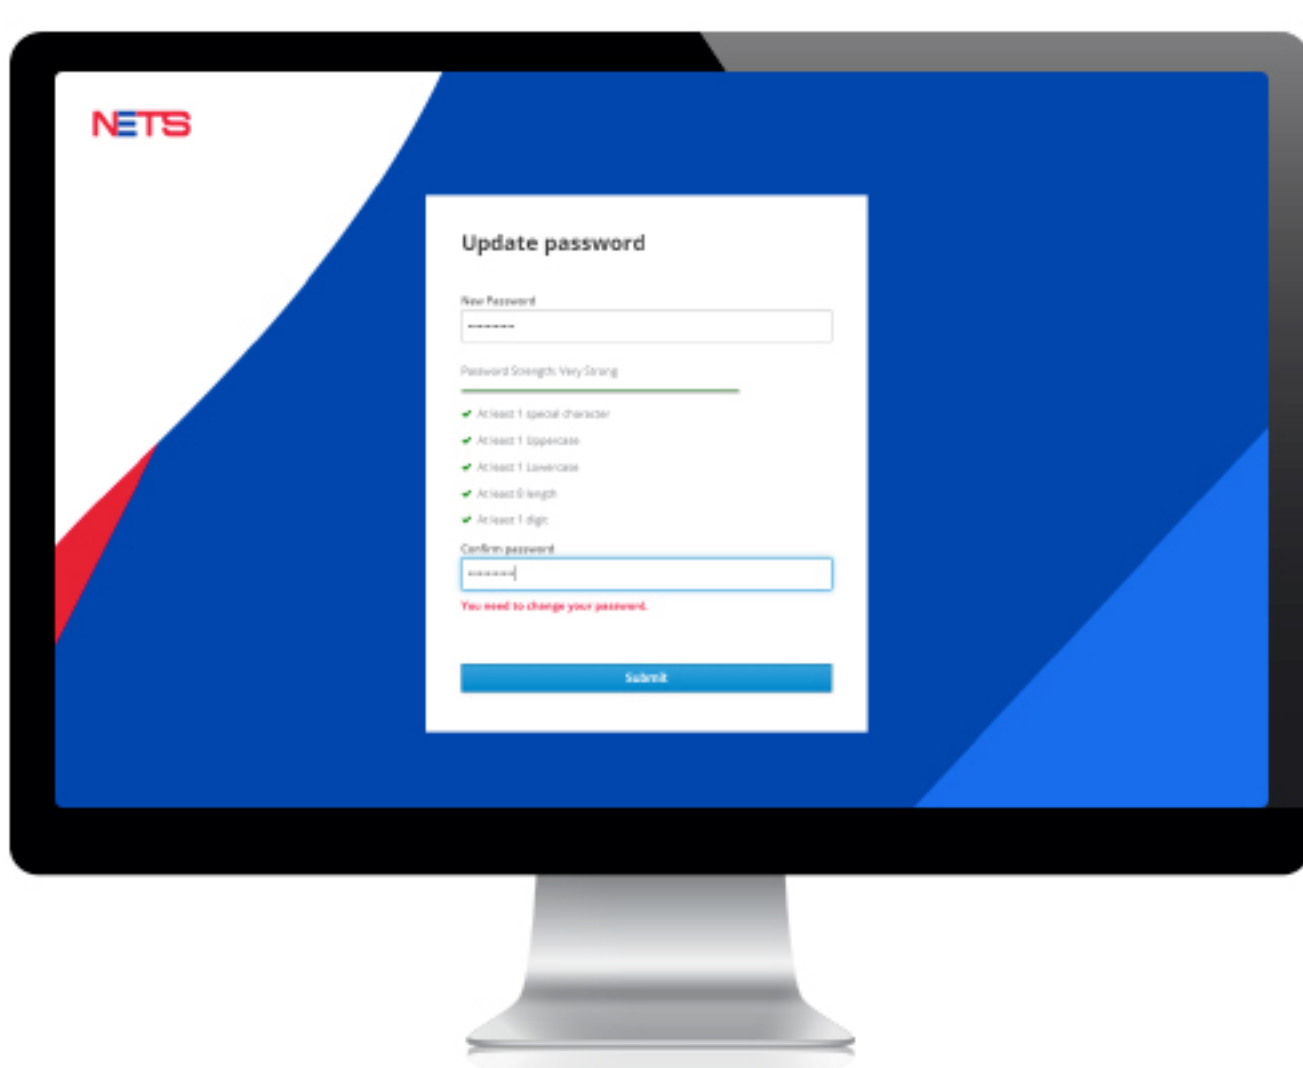 NETS
Update password
New Password
Password Strength: Very Strong
At least 1 special character
At least 1 Uppercase
At least 1 Lowercase
At least 8 length
At least 1 digit
Confirm password
You need to change your password.
Submit